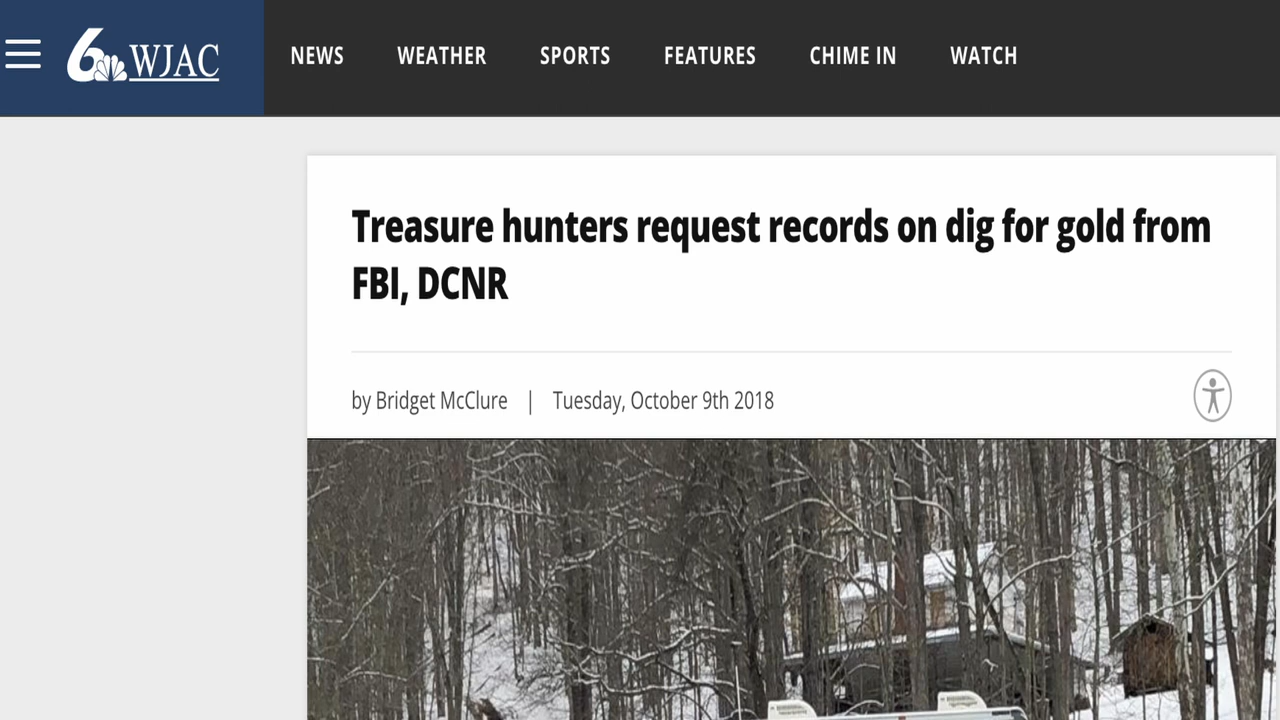 6 WJAC
NEWS WEATHER SPORTS FEATURES CHIME IN WATCH
Treasure hunters request records on dig for gold from
FBI, DCNR
by Bridget McClure | Tuesday, October 9th 2018